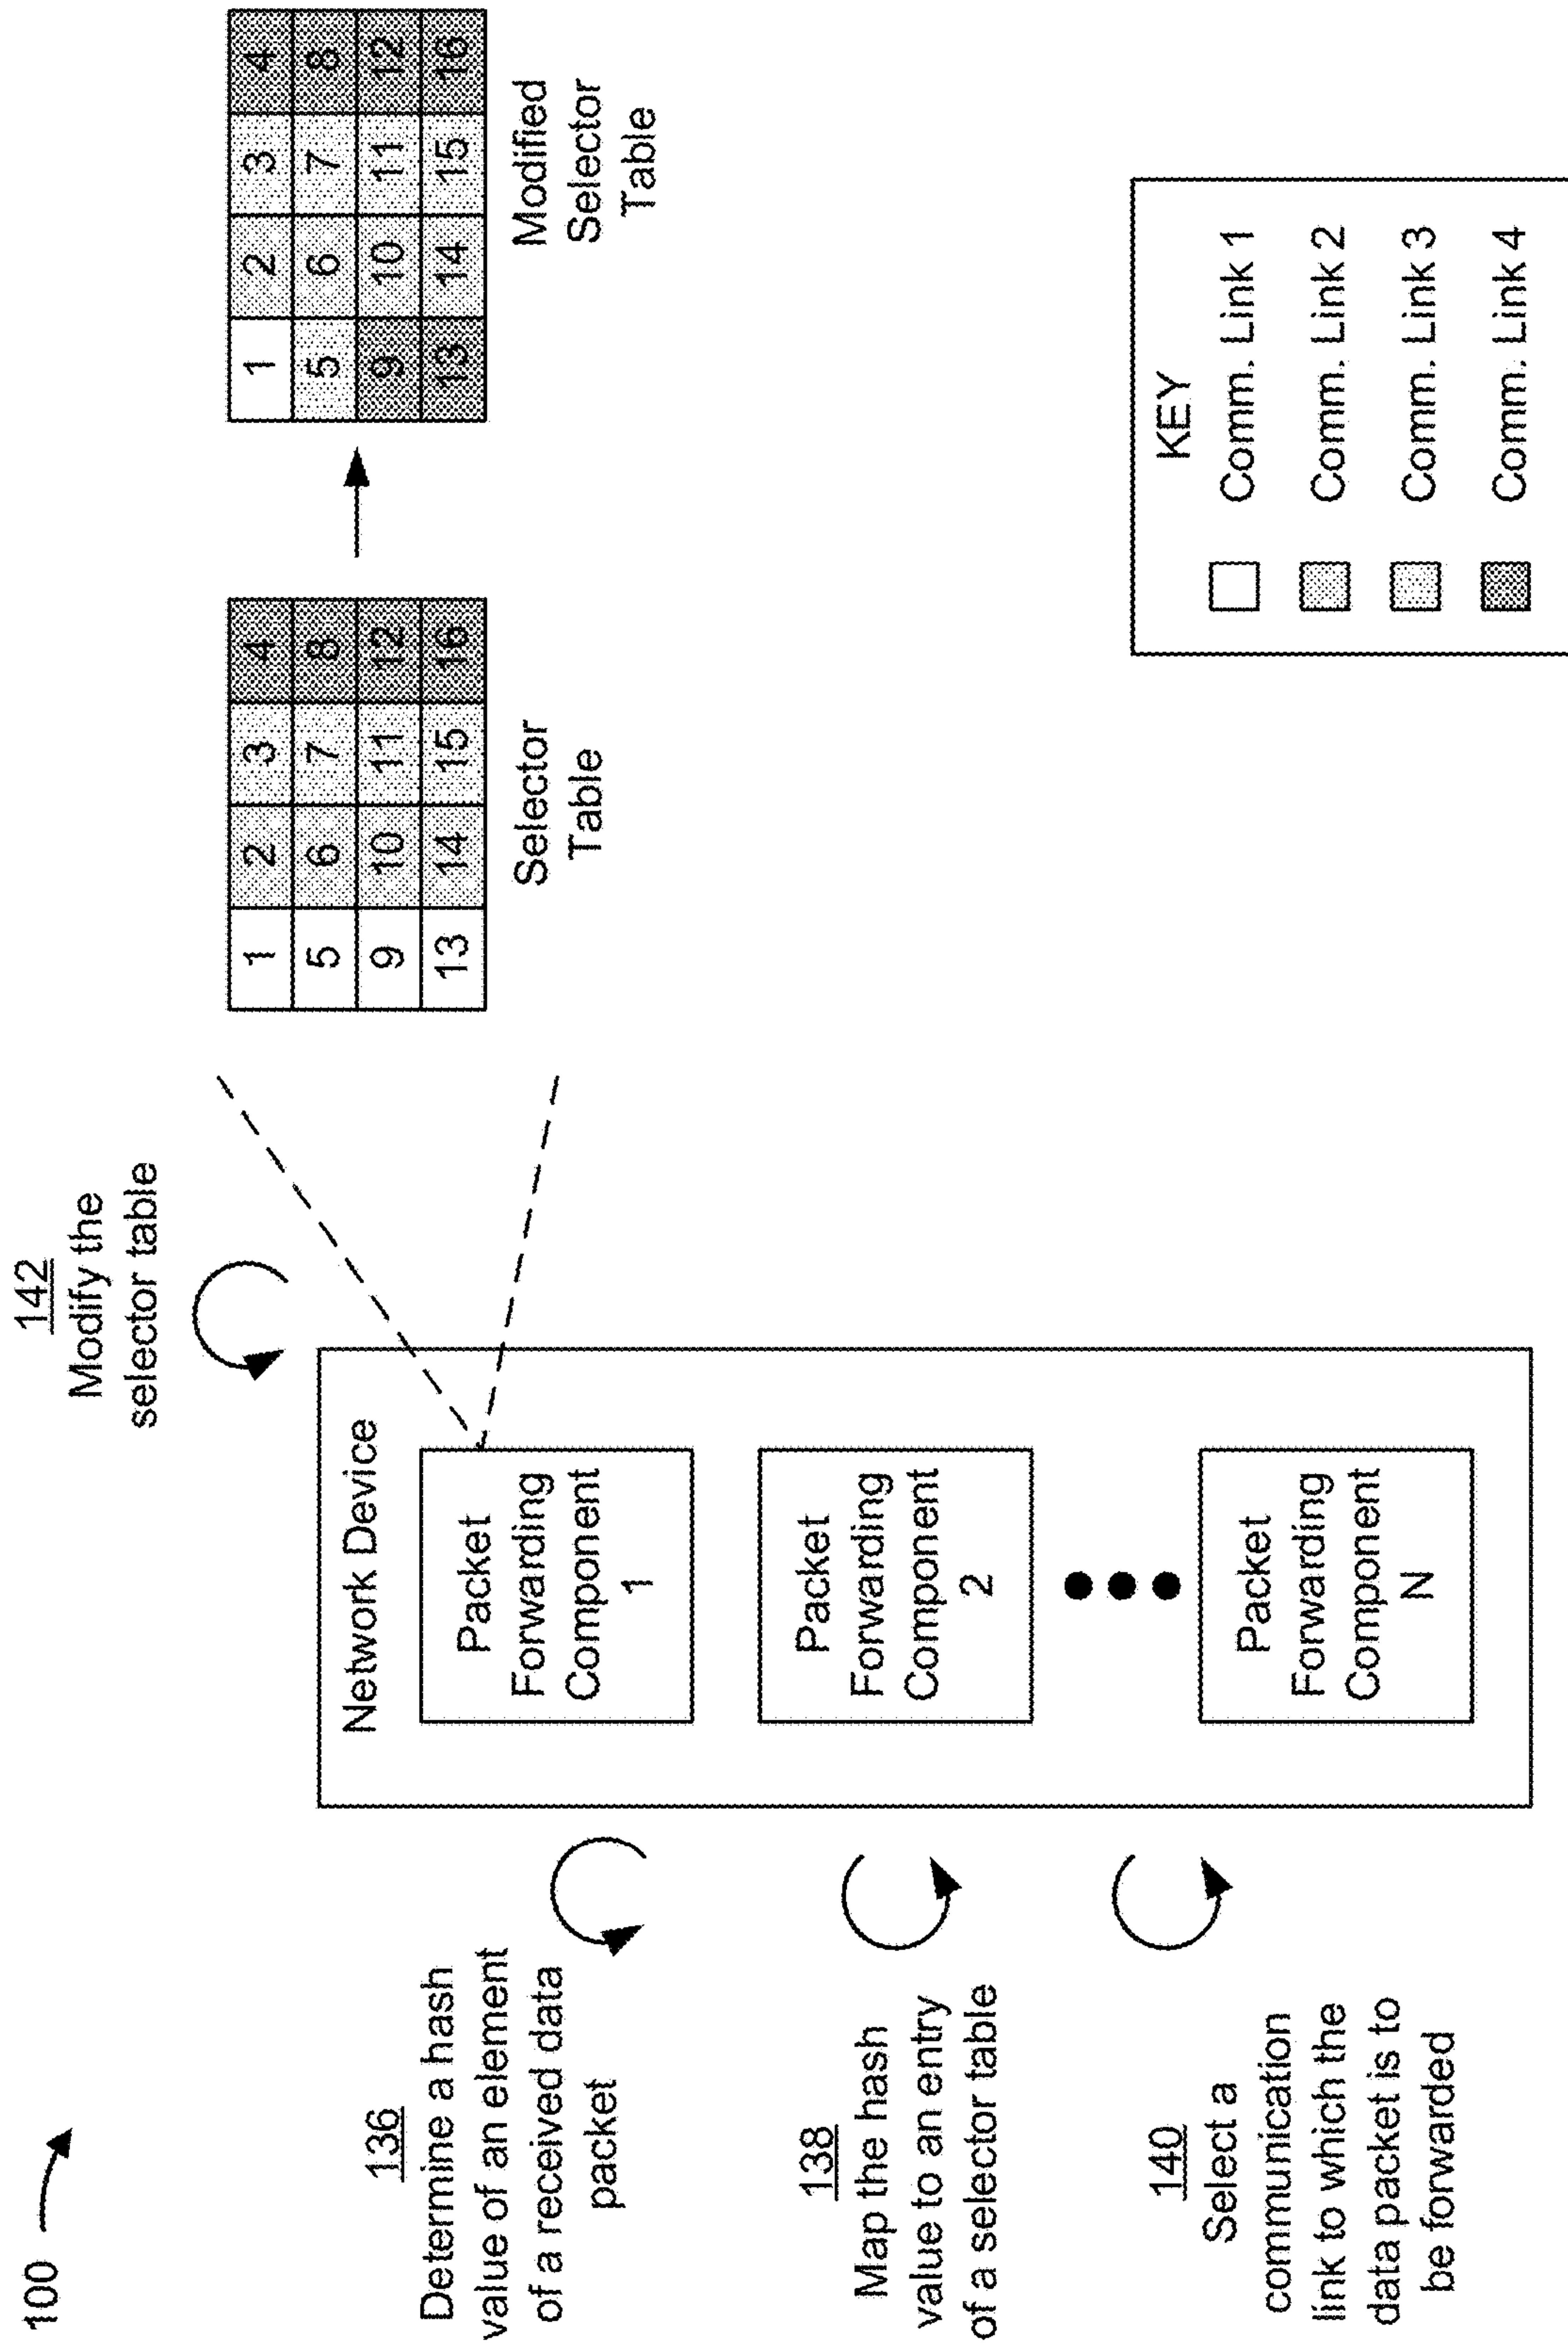 100
136
Determine a hash
value of an element
of a received data
packet
138
Map the hash
value to an entry
of a selector table
140
Select a
communication
link to which the
data packet is to
be forwarded
142
Modify the
selector table
Network Device
Packet
Forwarding
Component
1
Packet
Forwarding
Component
2
Packet
Forwarding
Component
N
1 2 3 4
5 6 7 8
9 10 11 12
13 14 15 16
Selector
Table
1 2 3 4
5 6 7 8
9 10 11 12
13 14 15 16
Modified
Selector
Table
KEY
Comm. Link 1
Comm. Link 2
Comm. Link 3
Comm. Link 4